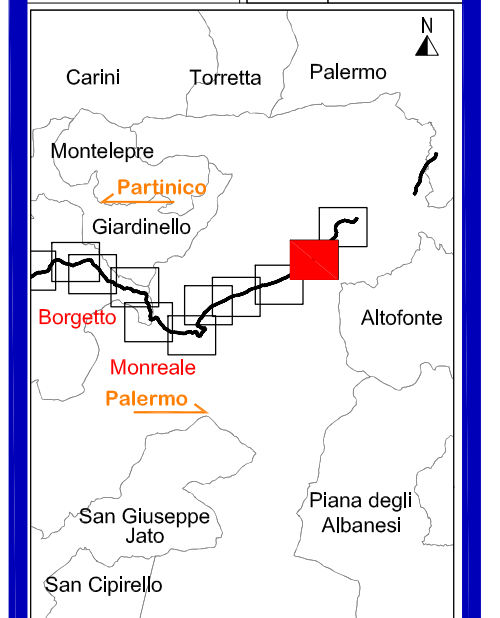 N
Carini
Torretta
Palermo
Montelepre
Partinico
Giardinello
Borgetto
Altofonte
Monreale
Palermo
San Giuseppe
Jato
Piana degli
Albanesi
San Cipirello